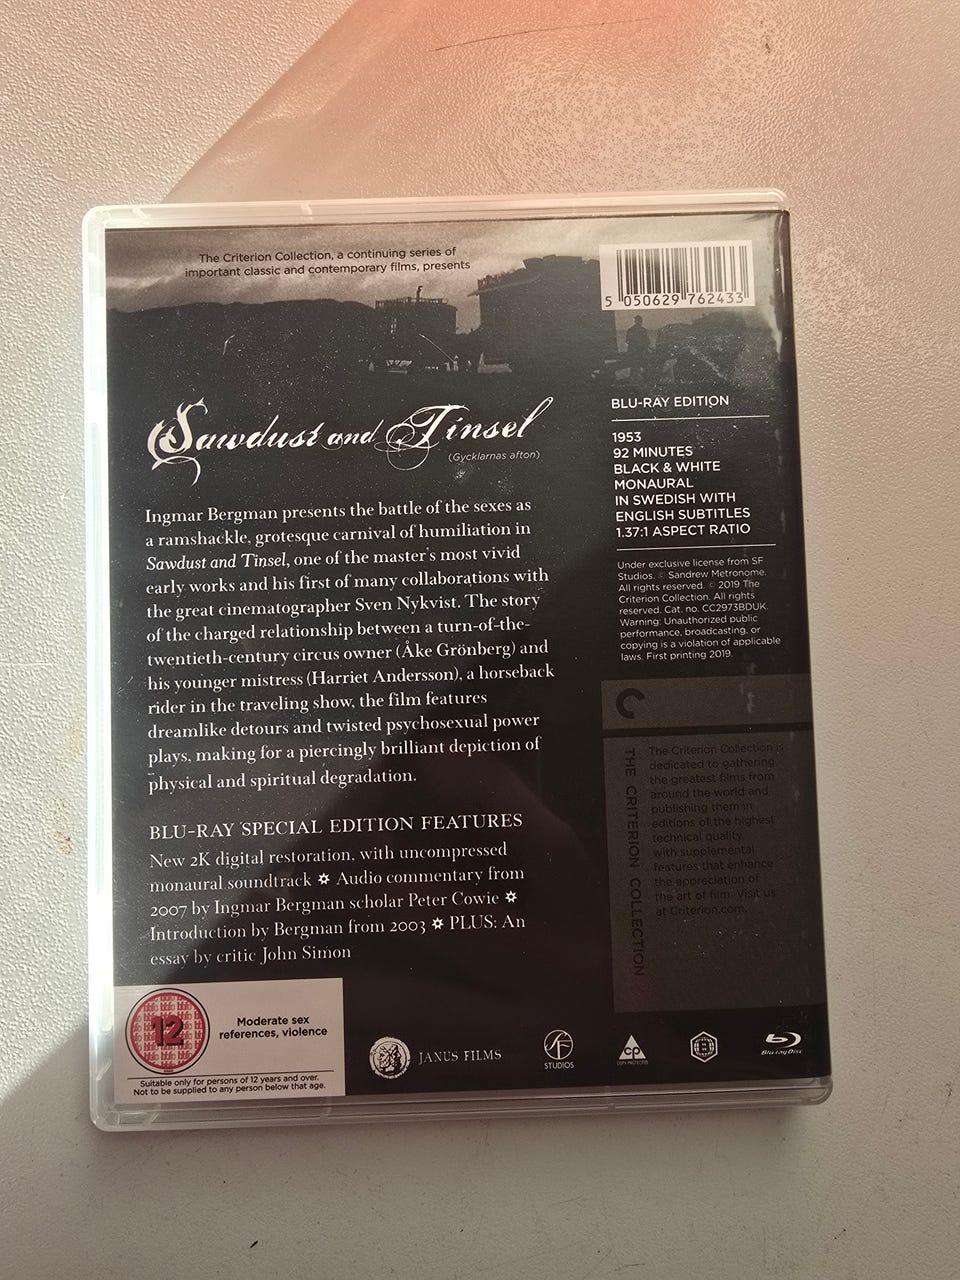 The Criterion Collection, a continuing series of
important classic and contemporary films, presents
5 050629 762433
Sawdust and Tinsel
(Gycklarnas afton)
Ingmar Bergman presents the battle of the sexes as
a ramshackle, grotesque carnival of humiliation in
Sawdust and Tinsel, one of the master's most vivid
early works and his first of many collaborations with
the great cinematographer Sven Nykvist. The story
of the charged relationship between a turn-of-the-
twentieth-century circus owner (Åke Grönberg) and
his younger mistress (Harriet Andersson), a horseback
rider in the traveling show, the film features
dreamlike detours and twisted psychosexual power
plays, making for a piercingly brilliant depiction of
physical and spiritual degradation.
BLU-RAY SPECIAL EDITION FEATURES
New 2K digital restoration, with uncompressed
monaural soundtrack ✵ Audio commentary from
2007 by Ingmar Bergman scholar Peter Cowie ✵
Introduction by Bergman from 2003 ✵ PLUS: An
essay by critic John Simon
BLU-RAY EDITION
1953
92 MINUTES
BLACK & WHITE
MONAURAL
IN SWEDISH WITH
ENGLISH SUBTITLES
1.37:1 ASPECT RATIO
Under exclusive license from SF
Studios. © Sandrew Metronome.
All rights reserved. © 2019 The
Criterion Collection. All rights
reserved. Cat. no. CC2973BDUK.
Warning: Unauthorized public
performance, broadcasting, or
copying is a violation of applicable
laws. First printing 2019.
THE CRITERION COLLECTION
The Criterion Collection is
dedicated to gathering
the greatest films from
around the world and
publishing them in
editions of the highest
technical quality,
with supplemental
features that enhance
the appreciation of
the art of film. Visit us
at Criterion.com.
12
Moderate sex
references, violence
Suitable only for persons of 12 years and over.
Not to be supplied to any person below that age.
JANUS FILMS
SF
STUDIOS
cp
COPY PROTECTED
B
Blu-ray Disc